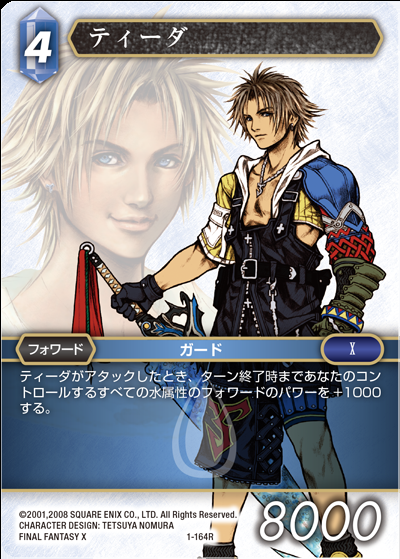 4
ティーダ
フォワード
ガード
X
ティーダがアタックしたとき、ターン終了時まであなたのコン
トロールするすべての水属性のフォワードのパワーを+1000
する。
©2001,2008 SQUARE ENIX CO., LTD. All Rights Reserved.
CHARACTER DESIGN: TETSUYA NOMURA
FINAL FANTASY X
1-164R
8000